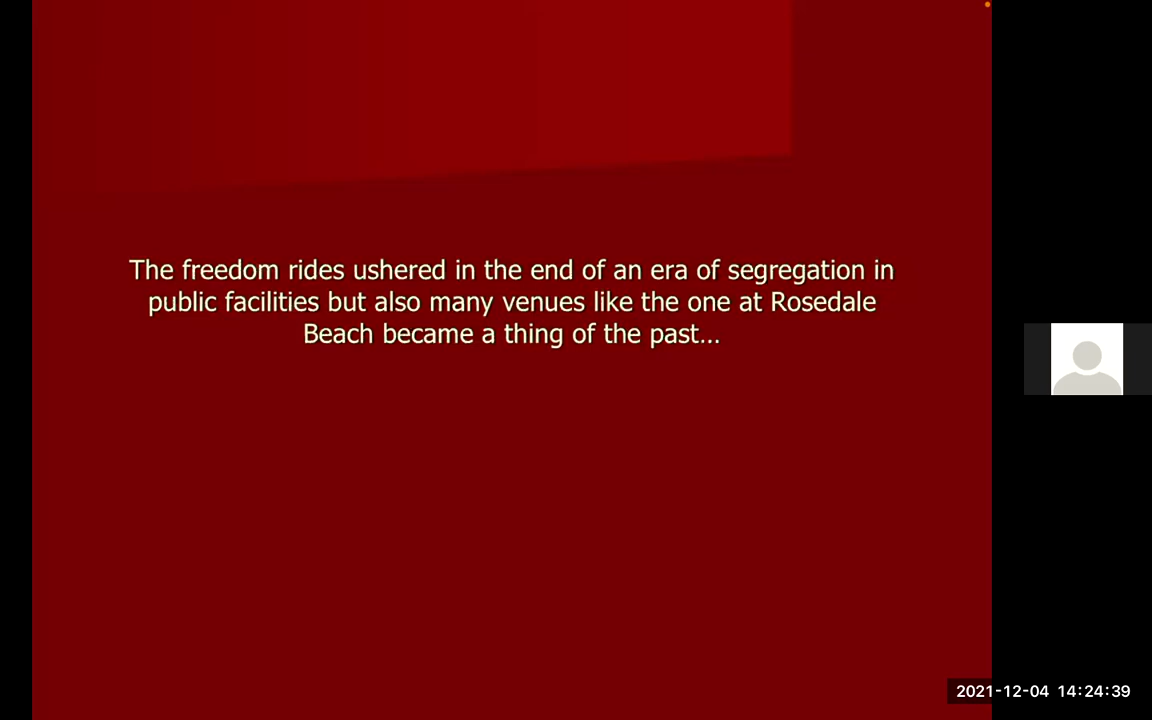 The freedom rides ushered in the end of an era of segregation in
public facilities but also many venues like the one at Rosedale
Beach became a thing of the past...
2021-12-04 14:24:39